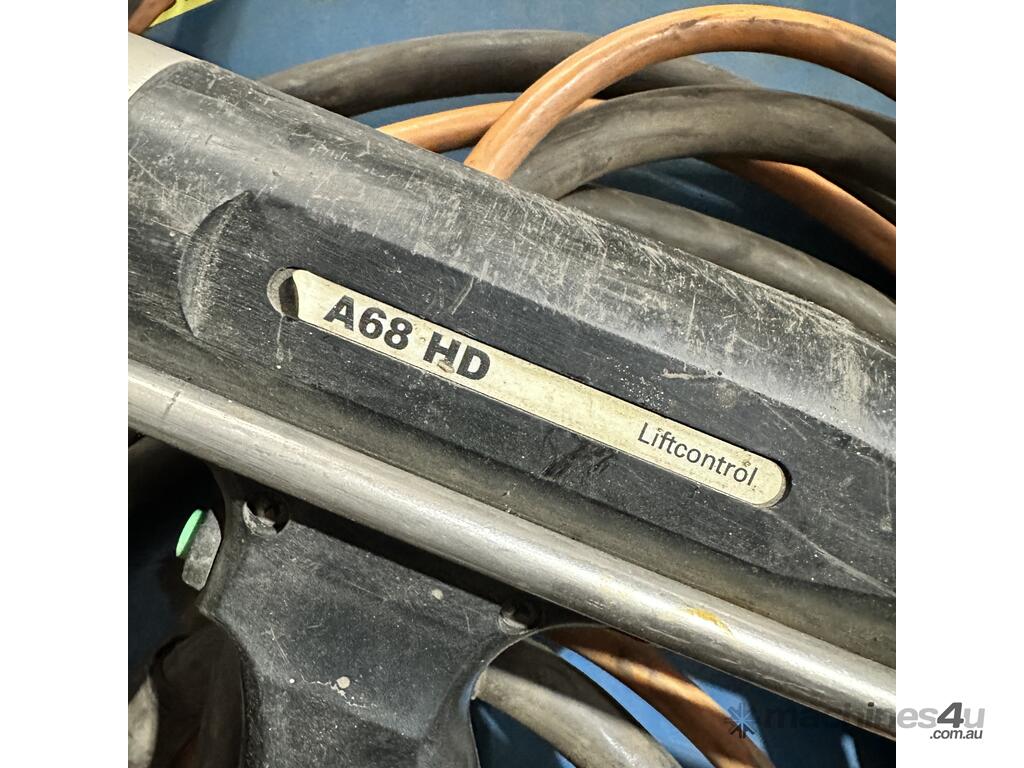 A68 HD
Liftcontrol
machines4u
.com.au